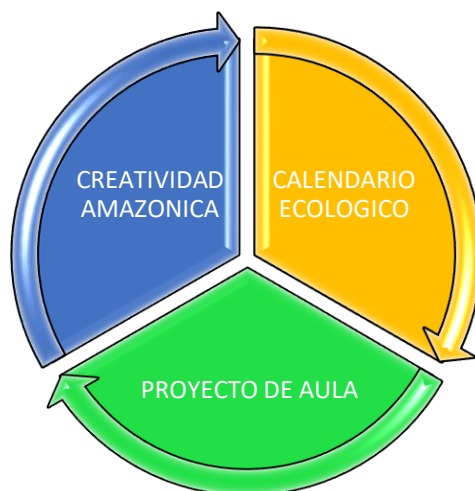 CREATIVIDAD
AMAZONICA
CALENDARIO
ECOLOGICO
PROYECTO DE AULA